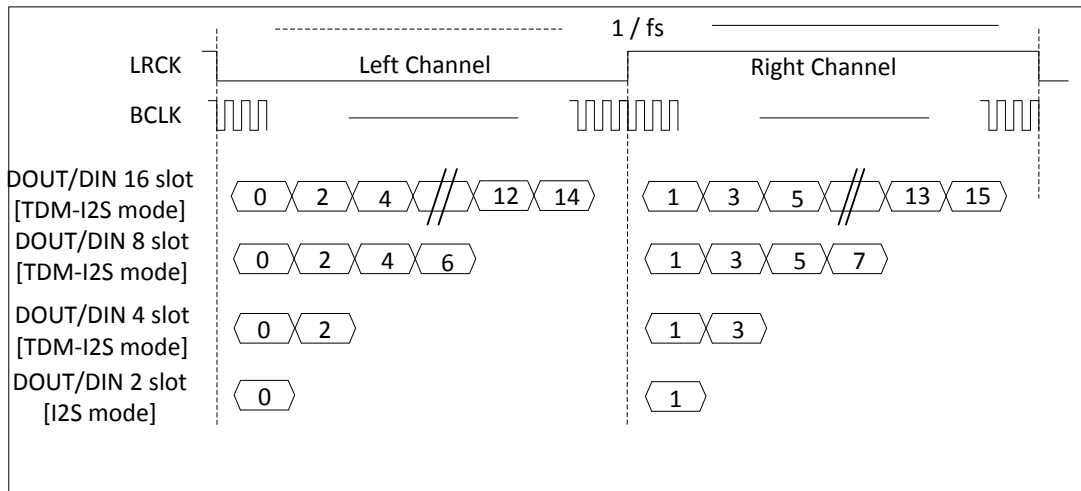 1 / fs
LRCK Left Channel Right Channel
BCLK
DOUT/DIN 16 slot
[TDM-I2S mode]
0 2 4 12 14 1 3 5 13 15
DOUT/DIN 8 slot
[TDM-I2S mode]
0 2 4 6 1 3 5 7
DOUT/DIN 4 slot
[TDM-I2S mode]
0 2 1 3
DOUT/DIN 2 slot
[I2S mode]
0 1